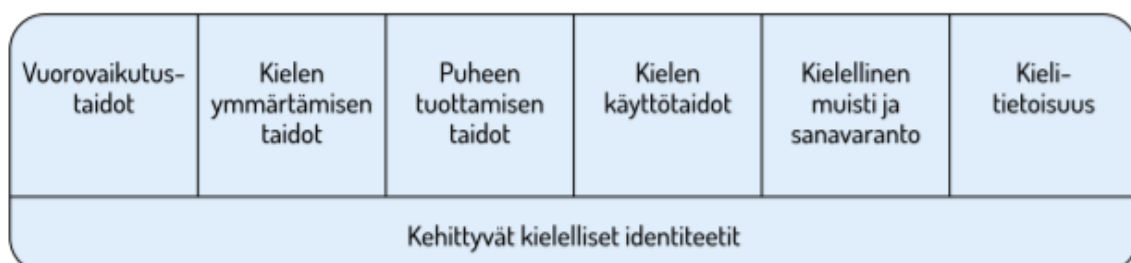 Vuorovaikutus-
taidot
Kielen
ymmärtämisen
taidot
Puheen
tuottamisen
taidot
Kielen
käyttötaidot
Kielellinen
muisti ja
sanavaranto
Kieli-
tietoisuus
Kehittyvät kielelliset identiteetit